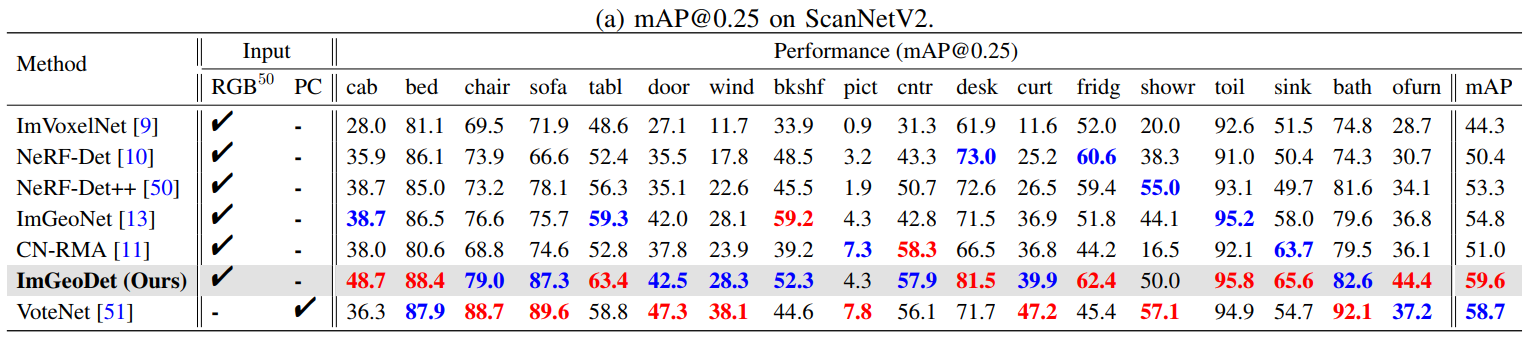 (a) mAP@0.25 on ScanNetV2.
Method Input Performance (mAP@0.25)
RGB50 PC cab bed chair sofa tabl door wind bkshf pict cntr desk curt fridg showr toil sink bath ofurn mAP
ImVoxelNet [9] ✔ - 28.0 81.1 69.5 71.9 48.6 27.1 11.7 33.9 0.9 31.3 61.9 11.6 52.0 20.0 92.6 51.5 74.8 28.7 44.3
NeRF-Det [10] ✔ - 35.9 86.1 73.9 66.6 52.4 35.5 17.8 48.5 3.2 43.3 73.0 25.2 60.6 38.3 91.0 50.4 74.3 30.7 50.4
NeRF-Det++ [50] ✔ - 38.7 85.0 73.2 78.1 56.3 35.1 22.6 45.5 1.9 50.7 72.6 26.5 59.4 55.0 93.1 49.7 81.6 34.1 53.3
ImGeoNet [13] ✔ - 38.7 86.5 76.6 75.7 59.3 42.0 28.1 59.2 4.3 42.8 71.5 36.9 51.8 44.1 95.2 58.0 79.6 36.8 54.8
CN-RMA [11] ✔ - 38.0 80.6 68.8 74.6 52.8 37.8 23.9 39.2 7.3 58.3 66.5 36.8 44.2 16.5 92.1 63.7 79.5 36.1 51.0
ImGeoDet (Ours) ✔ - 48.7 88.4 79.0 87.3 63.4 42.5 28.3 52.3 4.3 57.9 81.5 39.9 62.4 50.0 95.8 65.6 82.6 44.4 59.6
VoteNet [51] - ✔ 36.3 87.9 88.7 89.6 58.8 47.3 38.1 44.6 7.8 56.1 71.7 47.2 45.4 57.1 94.9 54.7 92.1 37.2 58.7